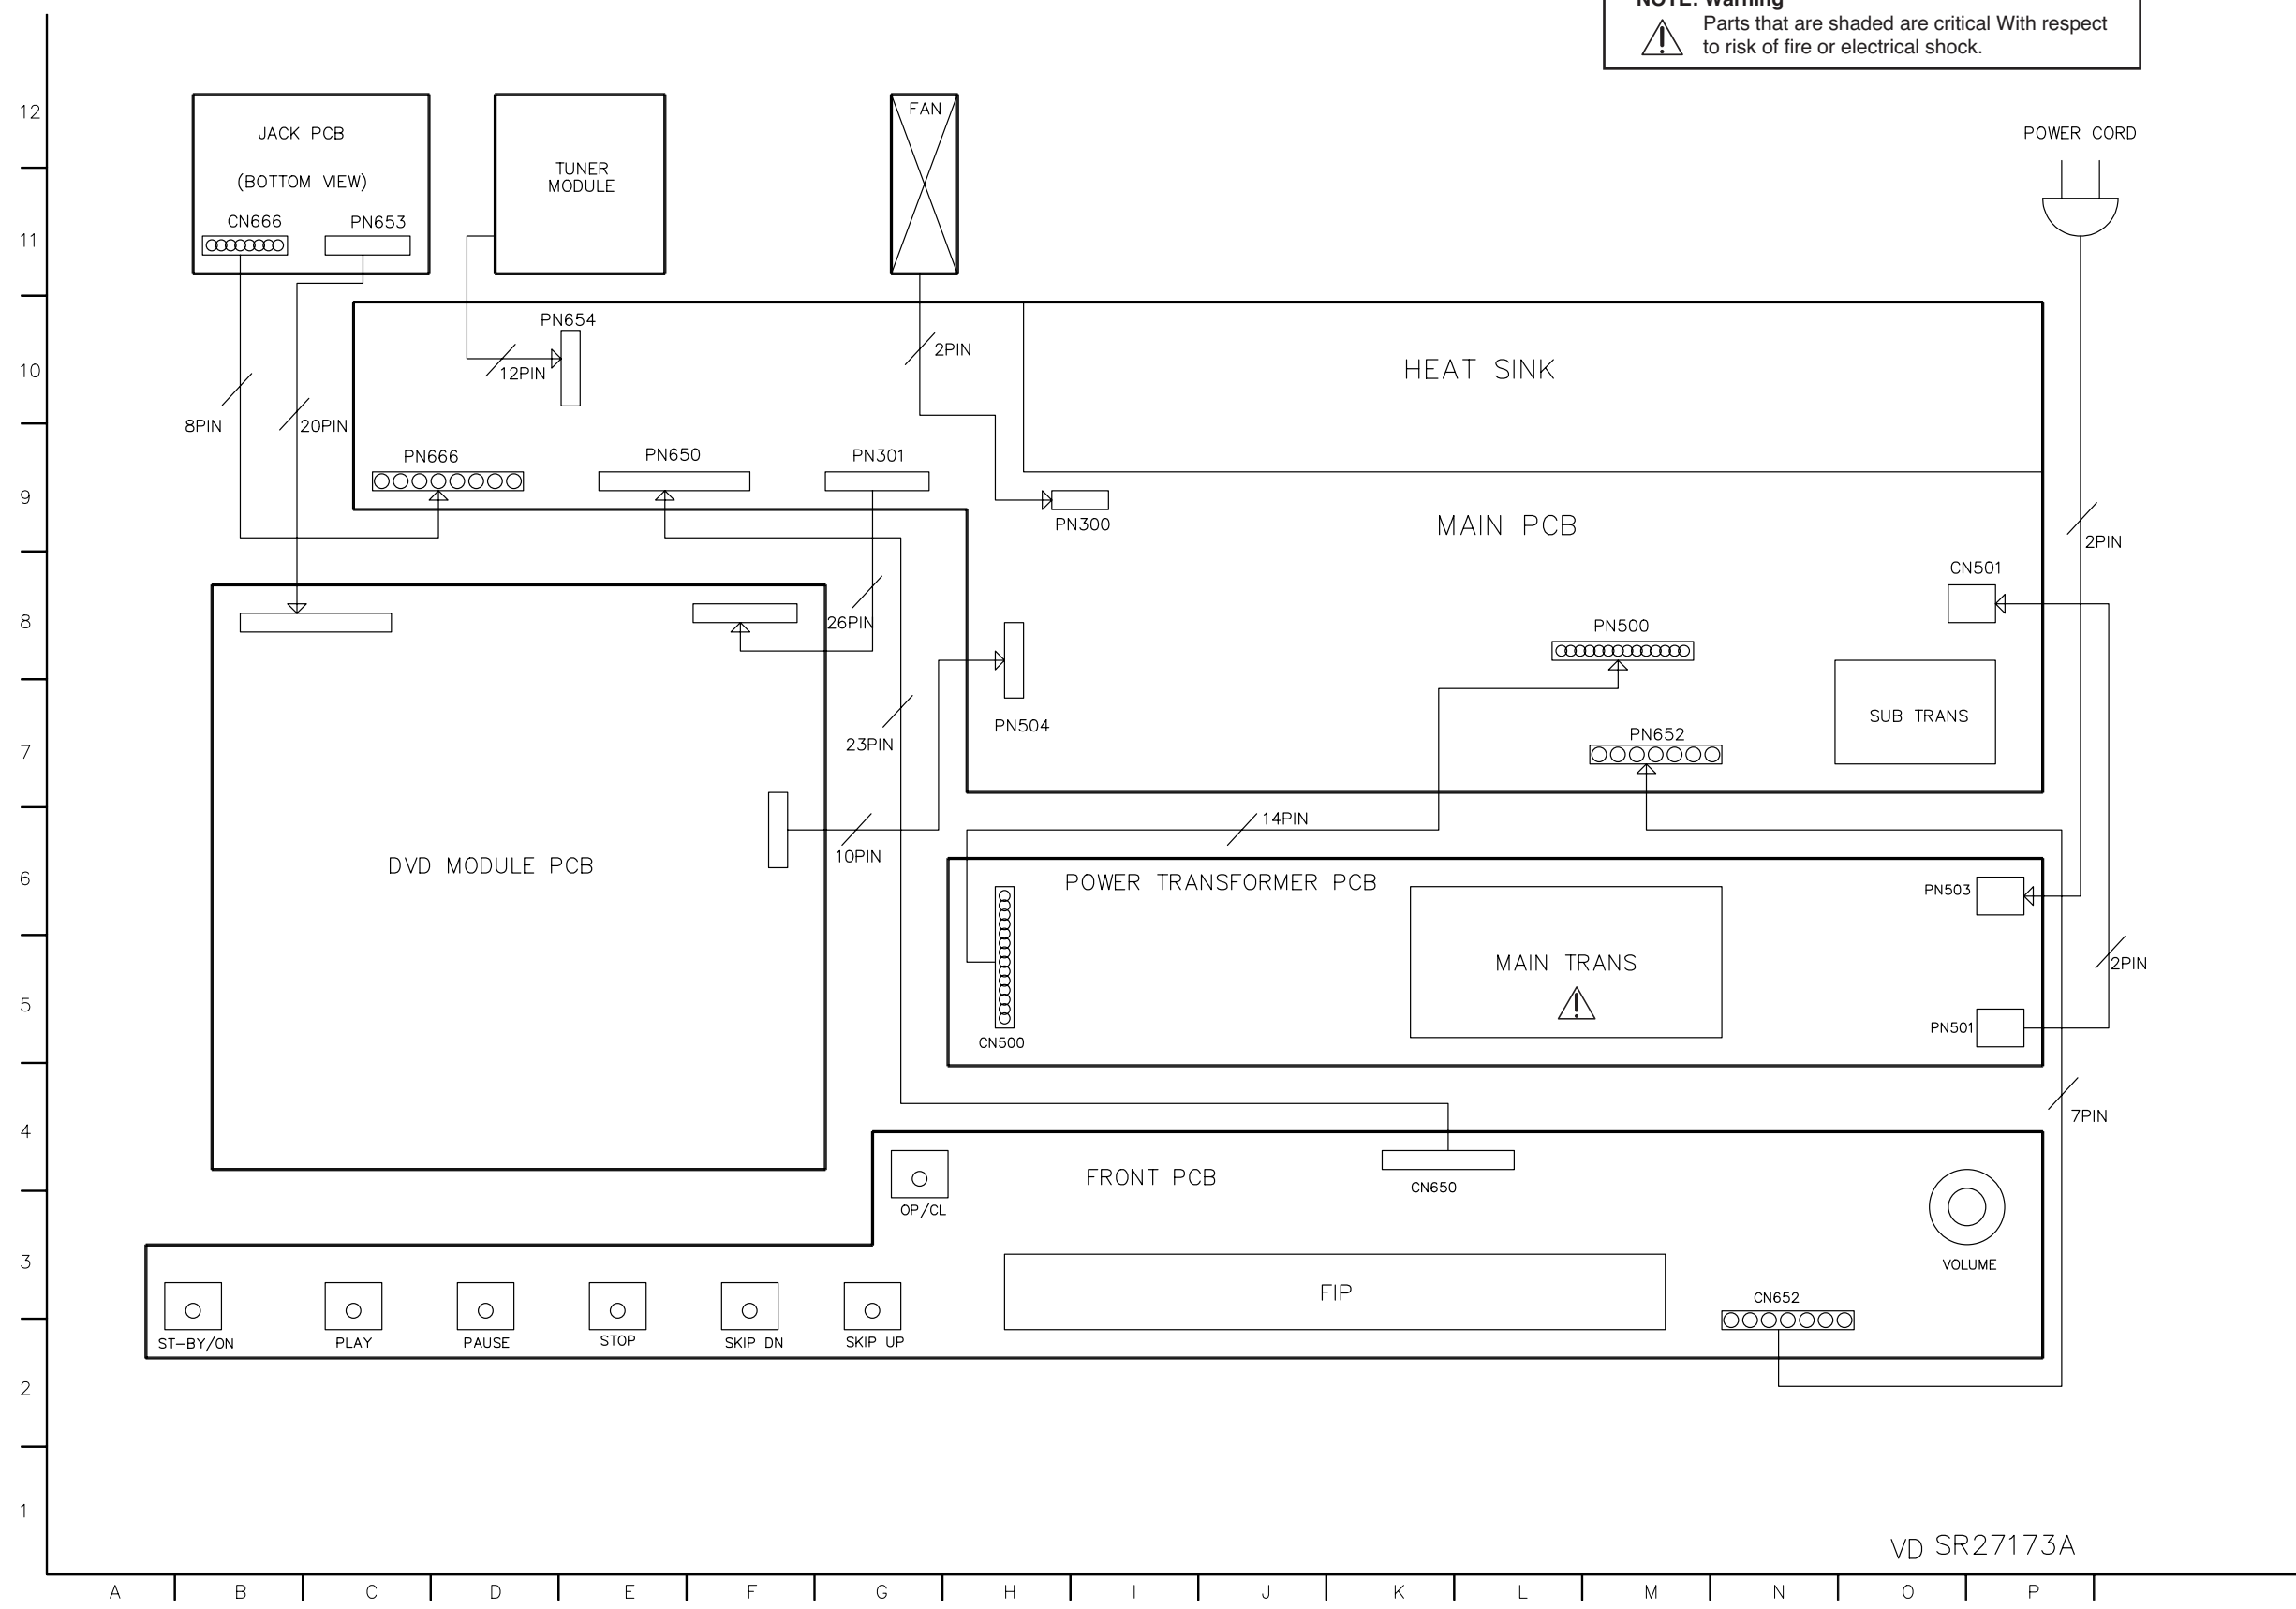 NOTE: Warning
Parts that are shaded are critical With respect
to risk of fire or electrical shock.
12
JACK PCB
(BOTTOM VIEW)
CN666
PN653
TUNER
MODULE
FAN
POWER CORD
11
10
PN654
12PIN
2PIN
HEAT SINK
8PIN
20PIN
PN666
PN650
PN301
9
PN300
MAIN PCB
2PIN
CN501
8
26PIN
PN500
SUB TRANS
PN504
PN652
23PIN
7
14PIN
10PIN
DVD MODULE PCB
6
POWER TRANSFORMER PCB
PN503
MAIN TRANS
2PIN
5
CN500
PN501
7PIN
4
FRONT PCB
CN650
OP/CL
3
VOLUME
FIP
CN652
ST-BY/ON
PLAY
PAUSE
STOP
SKIP DN
SKIP UP
2
1
VD SR27173A
A B C D E F G H I J K L M N O P